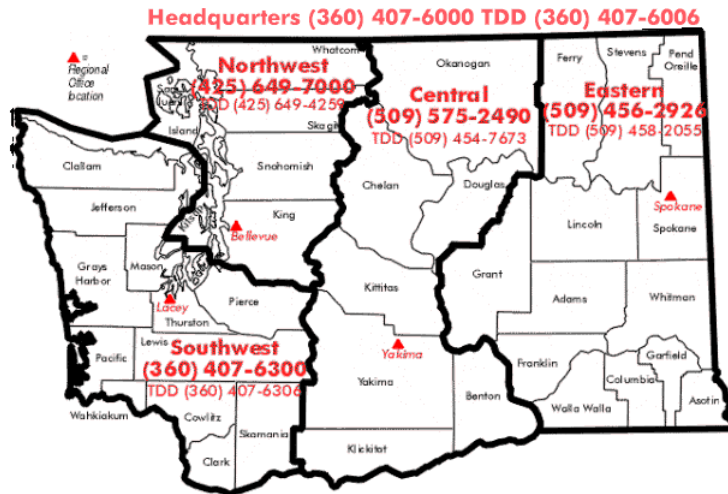 Headquarters (360) 407-6000 TDD (360) 407-6006
Regional
Office
location
Northwest
(425) 649-7000
TDD (425) 649-4259
Central
(509) 575-2490
TDD (509) 454-7673
Eastern
(509) 456-2926
TDD (509) 458-2055
Southwest
(360) 407-6300
TDD (360) 407-6306
Whatcom
Skagit
Island
Snohomish
King
Bellevue
Kitsap
Clallam
Jefferson
Grays
Harbor
Mason
Lacey
Thurston
Pierce
Pacific
Lewis
Wahkiakum
Cowlitz
Skamania
Clark
Okanogan
Chelan
Douglas
Kittitas
Yakima
Yakima
Benton
Klickitat
Ferry
Stevens
Pend
Oreille
Spokane
Spokane
Lincoln
Grant
Adams
Whitman
Franklin
Garfield
Columbia
Walla Walla
Asotin